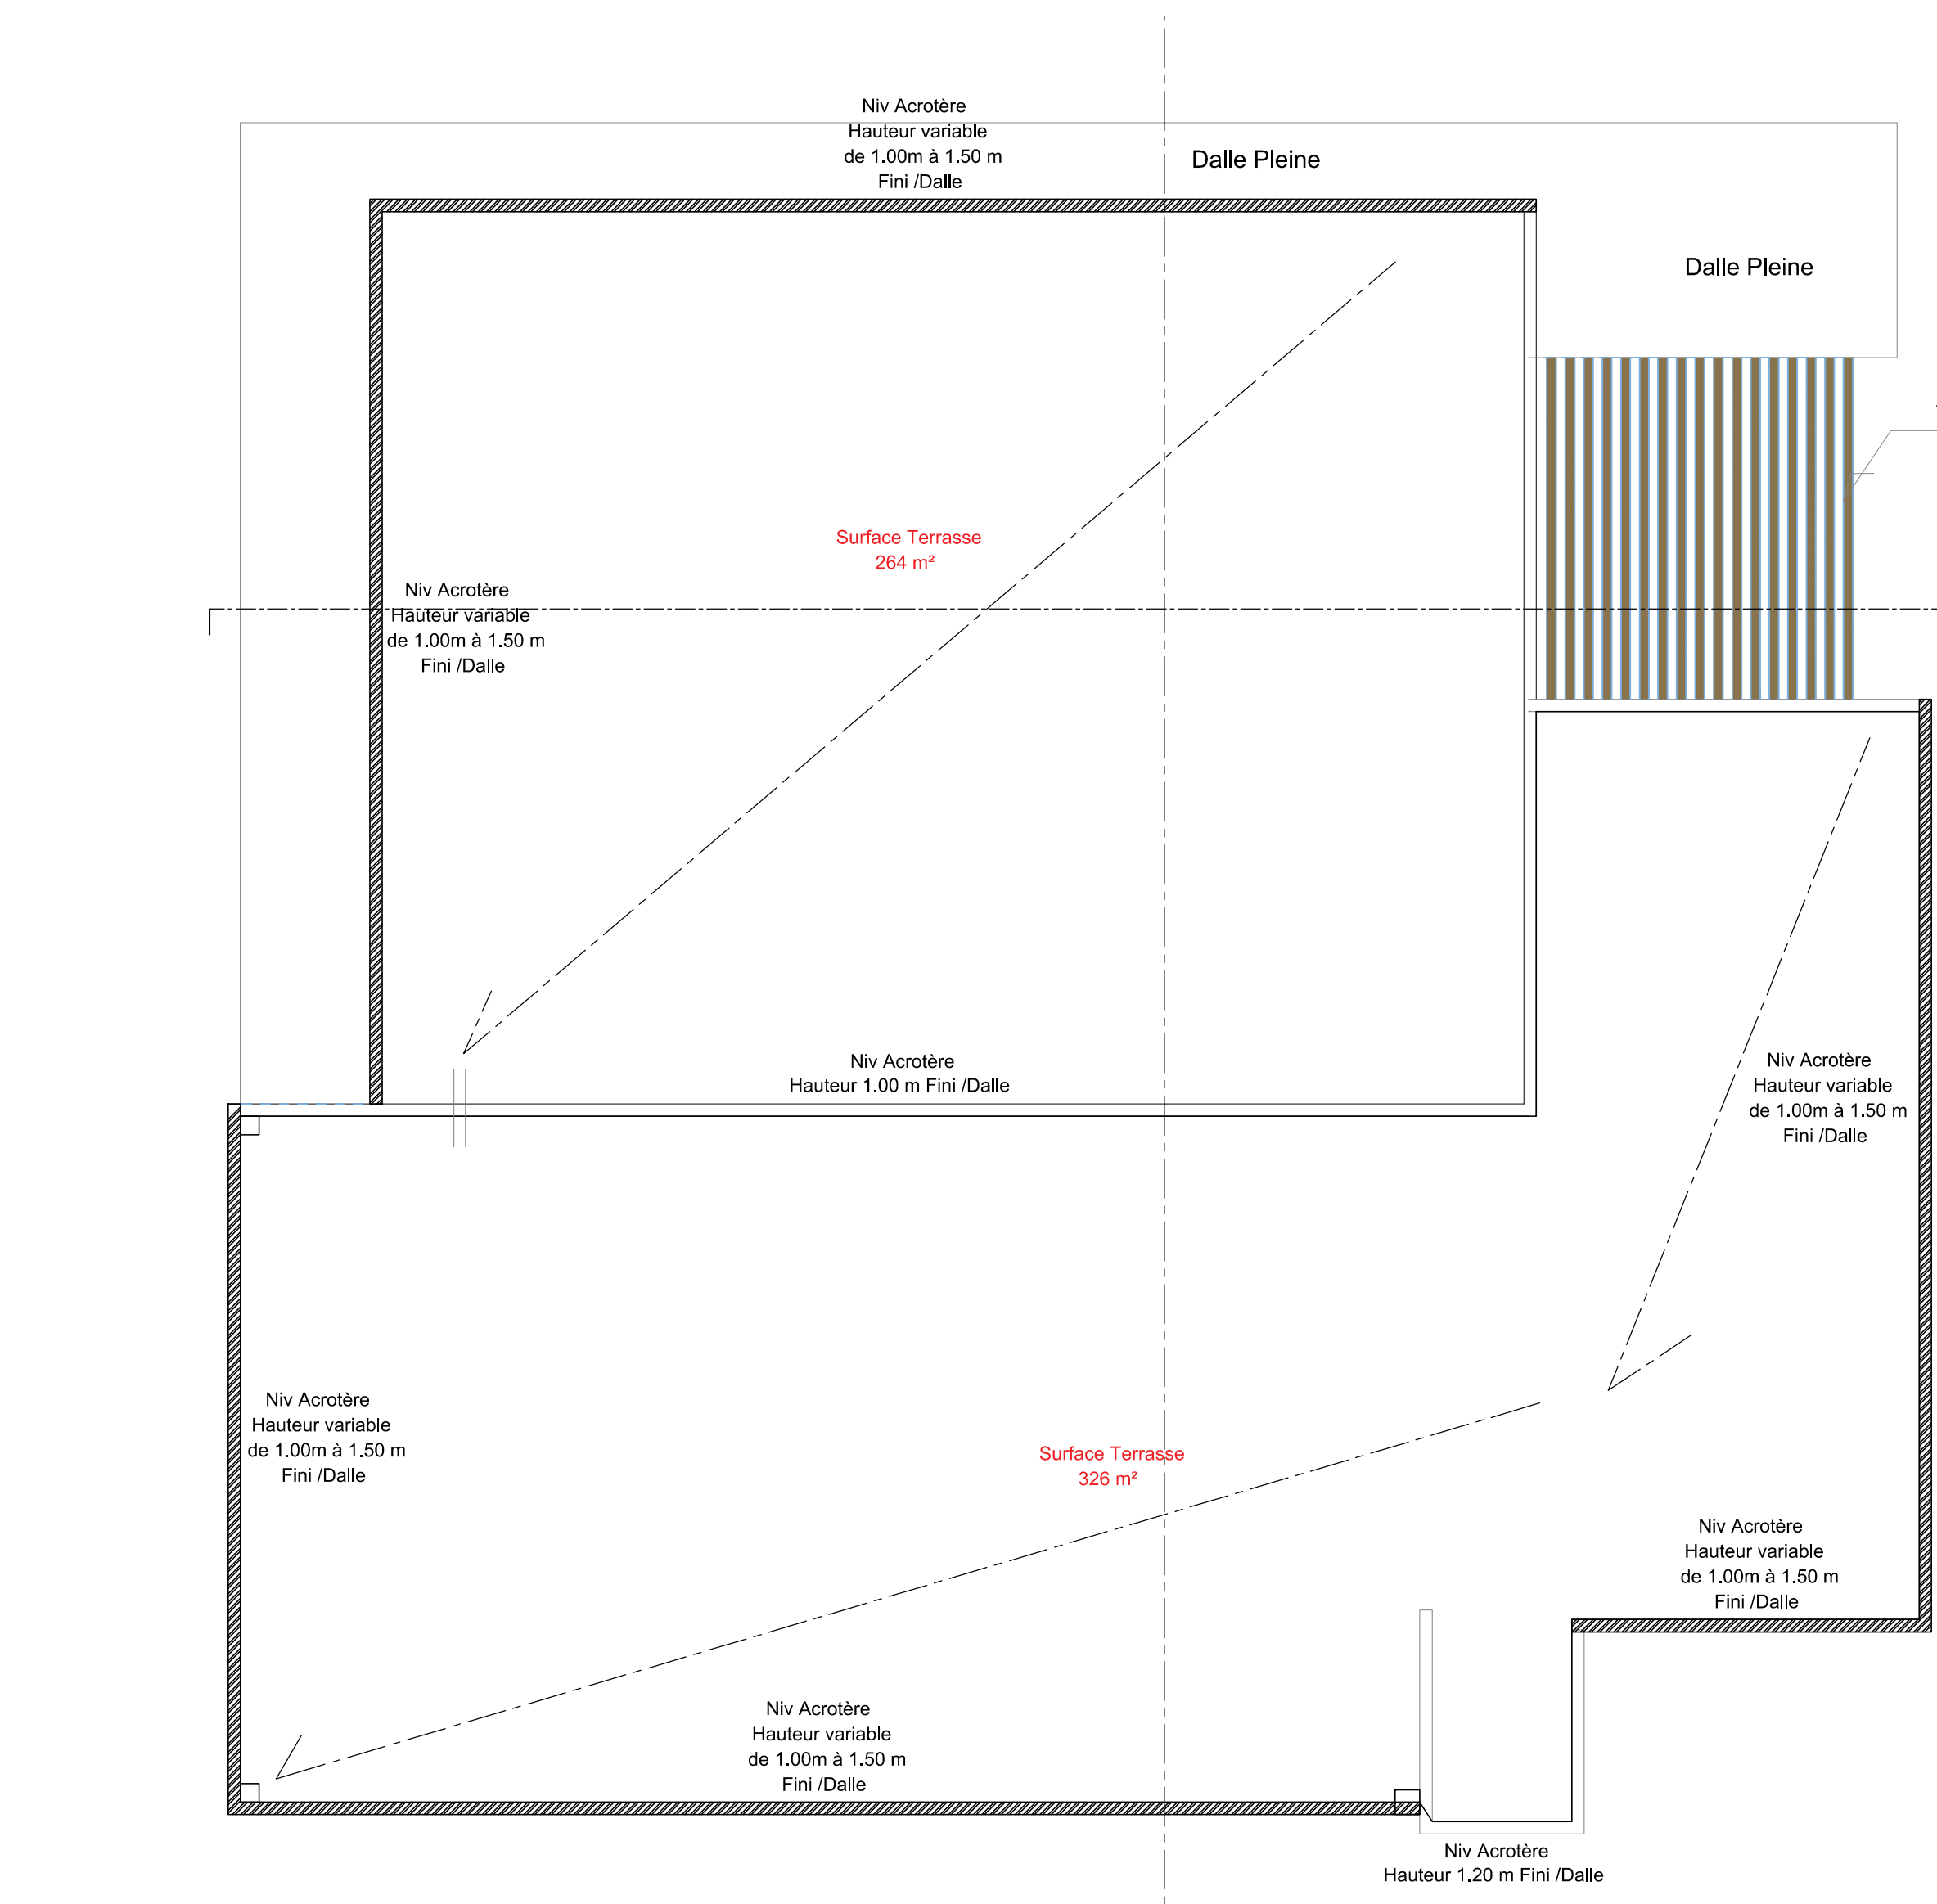 Niv Acrotère
Hauteur variable
de 1.00m à 1.50 m
Fini /Dalle
Dalle Pleine
Dalle Pleine
Surface Terrasse
264 m²
Niv Acrotère
Hauteur variable
de 1.00m à 1.50 m
Fini /Dalle
Niv Acrotère
Hauteur 1.00 m Fini /Dalle
Niv Acrotère
Hauteur variable
de 1.00m à 1.50 m
Fini /Dalle
Niv Acrotère
Hauteur variable
de 1.00m à 1.50 m
Fini /Dalle
Surface Terrasse
326 m²
Niv Acrotère
Hauteur variable
de 1.00m à 1.50 m
Fini /Dalle
Niv Acrotère
Hauteur variable
de 1.00m à 1.50 m
Fini /Dalle
Niv Acrotère
Hauteur 1.20 m Fini /Dalle